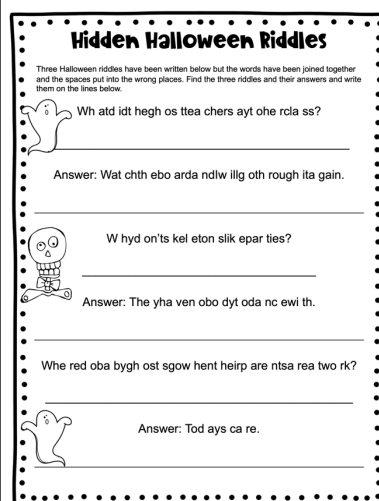 Hidden Halloween Riddles
Three Halloween riddles have been written below but the words have been joined together
and the spaces put into the wrong places. Find the three riddles and their answers and write
them on the lines below.
Wh atd idt hegh os ttea chers ayt ohe rcla ss?
Answer: Wat chth ebo arda ndlw illg oth rough ita gain.
W hyd on'ts kel eton slik epar ties?
Answer: The yha ven obo dyt oda nc ewi th.
Whe red oba bygh ost sgow hent heirp are ntsa rea two rk?
Answer: Tod ays ca re.